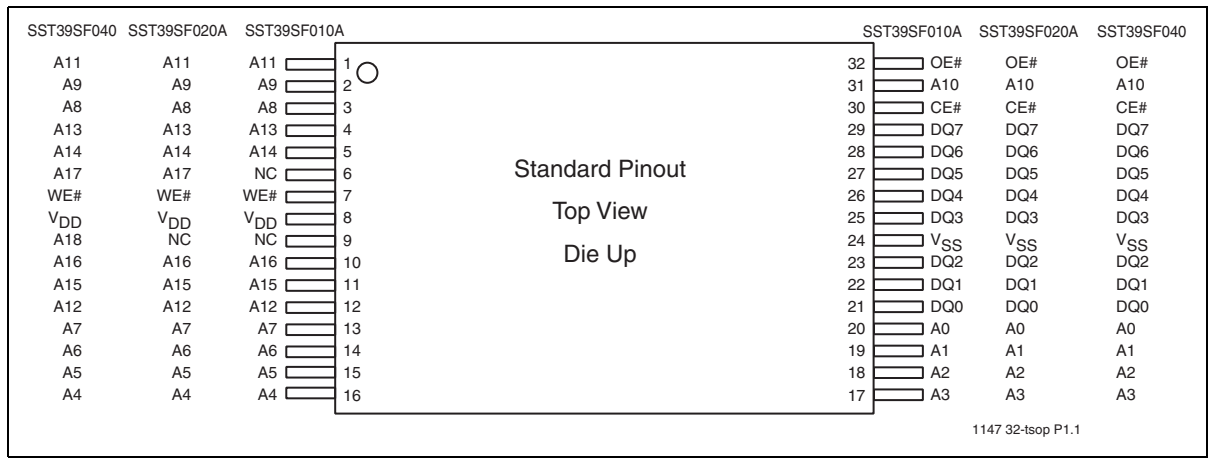 SST39SF040 SST39SF020A SST39SF010A SST39SF010A SST39SF020A SST39SF040
A11 A11 A11 1 32 OE# OE# OE#
A9 A9 A9 2 31 A10 A10 A10
A8 A8 A8 3 30 CE# CE# CE#
A13 A13 A13 4 29 DQ7 DQ7 DQ7
A14 A14 A14 5 28 DQ6 DQ6 DQ6
A17 A17 NC 6 Standard Pinout 27 DQ5 DQ5 DQ5
WE# WE# WE# 7 26 DQ4 DQ4 DQ4
VDD VDD VDD 8 Top View 25 DQ3 DQ3 DQ3
A18 NC NC 9 24 VSS VSS VSS
A16 A16 A16 10 Die Up 23 DQ2 DQ2 DQ2
A15 A15 A15 11 22 DQ1 DQ1 DQ1
A12 A12 A12 12 21 DQ0 DQ0 DQ0
A7 A7 A7 13 20 A0 A0 A0
A6 A6 A6 14 19 A1 A1 A1
A5 A5 A5 15 18 A2 A2 A2
A4 A4 A4 16 17 A3 A3 A3
1147 32-tsop P1.1